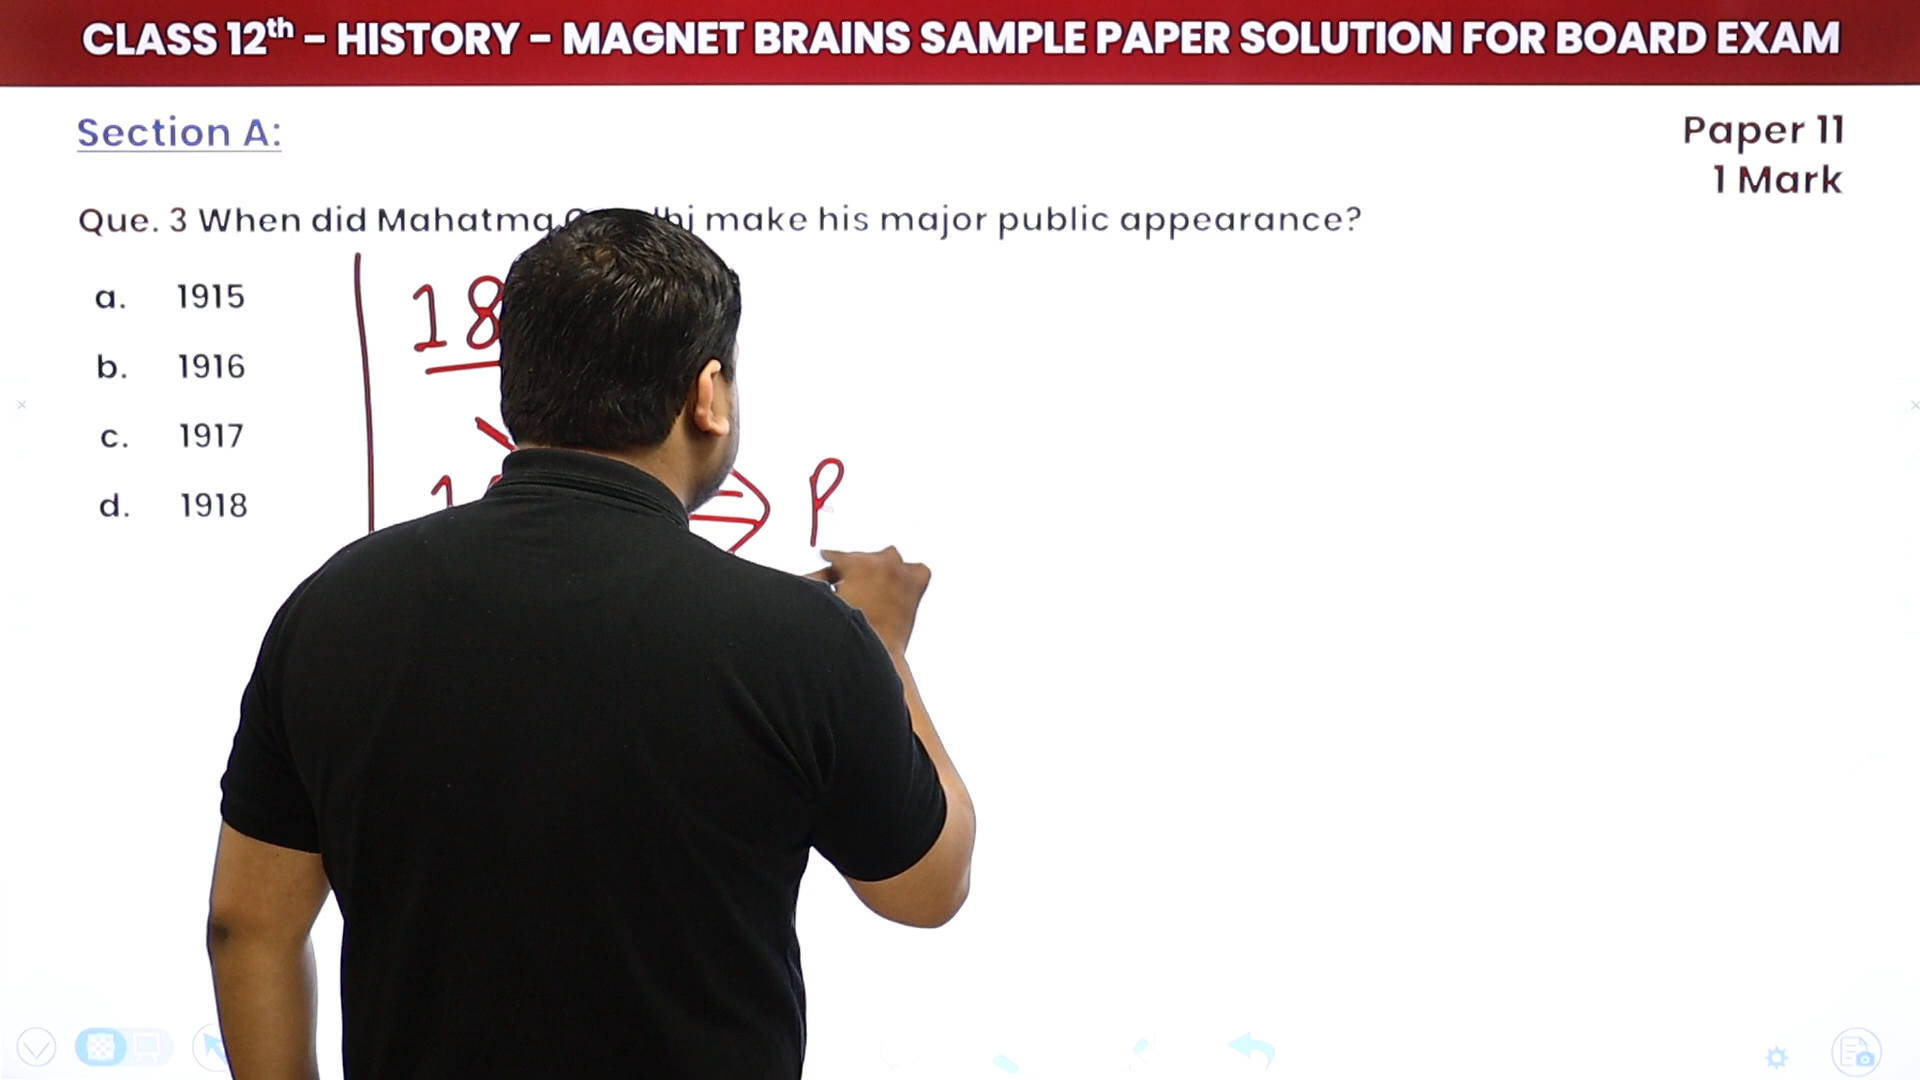 CLASS 12th - HISTORY - MAGNET BRAINS SAMPLE PAPER SOLUTION FOR BOARD EXAM
Section A:
Paper 11
1 Mark
Que. 3 When did Mahatma make his major public appearance?
a. 1915
b. 1916
c. 1917
d. 1918
18
P